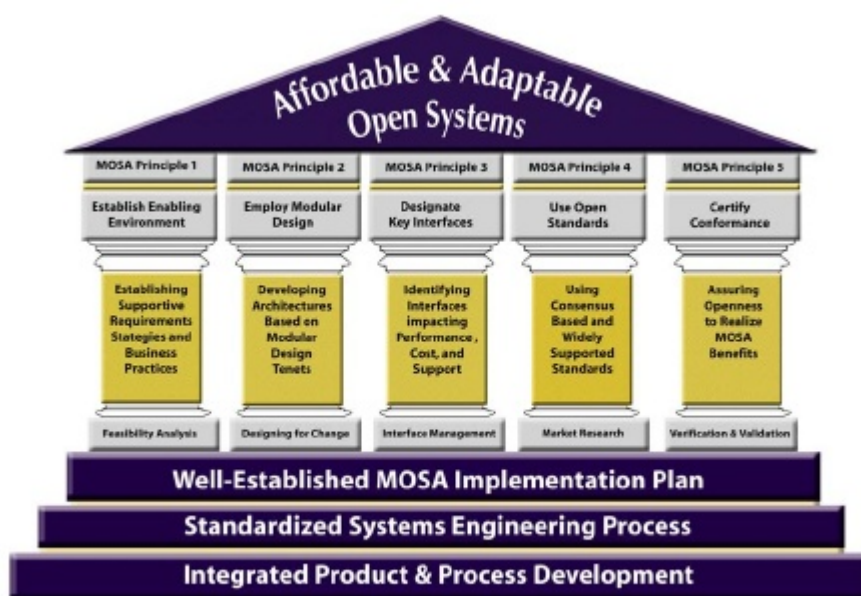 Affordable & Adaptable
Open Systems
MOSA Principle 1
Establish Enabling
Environment
Establishing
Supportive
Requirements
Stategies and
Business
Practices
Feasibility Analysis
MOSA Principle 2
Employ Modular
Design
Developing
Architectures
Based on
Modular
Design
Tenets
Designing for Change
MOSA Principle 3
Designate
Key Interfaces
Identifying
Interfaces
impacting
Performance,
Cost, and
Support
Interface Management
MOSA Principle 4
Use Open
Standards
Using
Consensus
Based and
Widely
Supported
Standards
Market Research
MOSA Principle 5
Certify
Conformance
Assuring
Openness
to Realize
MOSA
Benefits
Verification & Validation
Well-Established MOSA Implementation Plan
Standardized Systems Engineering Process
Integrated Product & Process Development